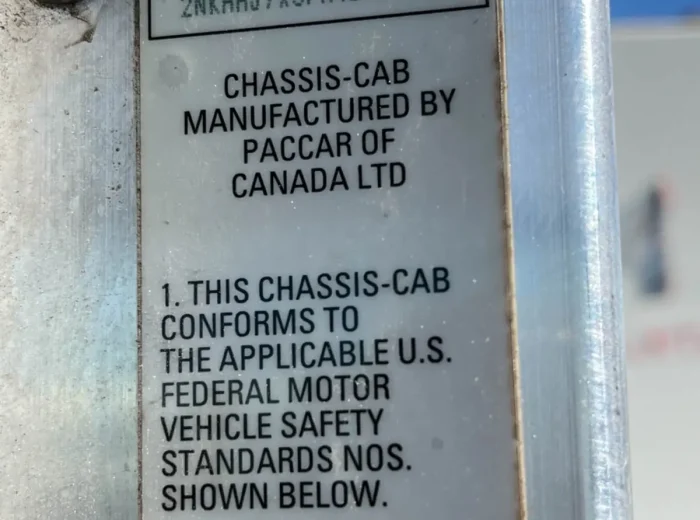 CHASSIS-CAB
MANUFACTURED BY
PACCAR OF
CANADA LTD
1. THIS CHASSIS-CAB
CONFORMS TO
THE APPLICABLE U.S.
FEDERAL MOTOR
VEHICLE SAFETY
STANDARDS NOS.
SHOWN BELOW.